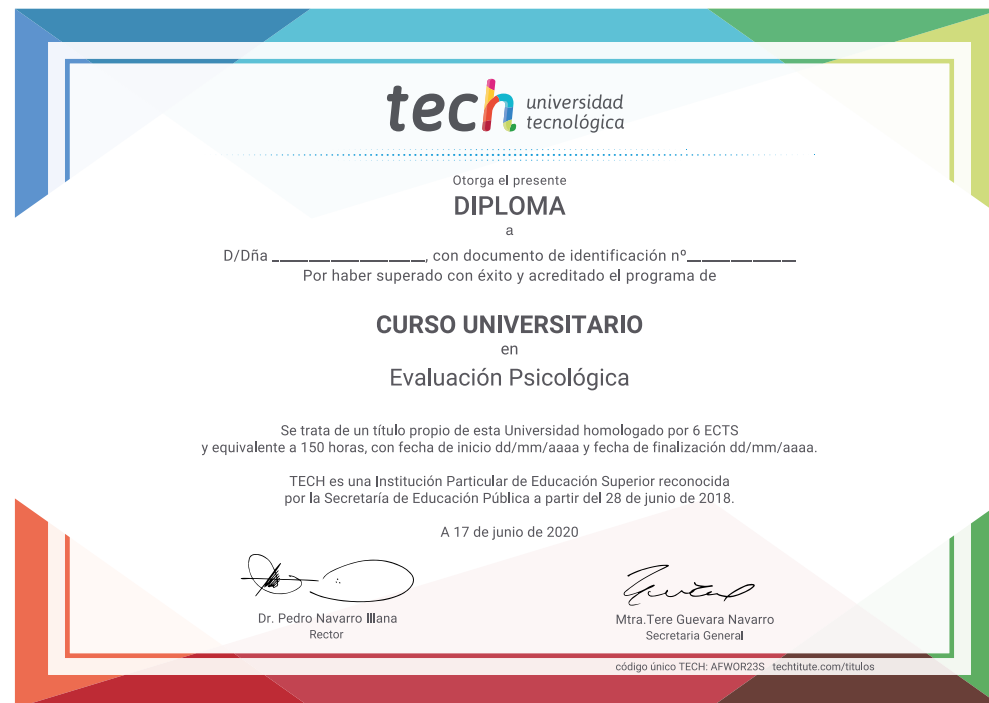 tech universidad
tecnológica
Otorga el presente
DIPLOMA
a
D/Dña ____________________, con documento de identificación nº______________
Por haber superado con éxito y acreditado el programa de
CURSO UNIVERSITARIO
en
Evaluación Psicológica
Se trata de un título propio de esta Universidad homologado por 6 ECTS
y equivalente a 150 horas, con fecha de inicio dd/mm/aaaa y fecha de finalización dd/mm/aaaa.
TECH es una Institución Particular de Educación Superior reconocida
por la Secretaría de Educación Pública a partir del 28 de junio de 2018.
A 17 de junio de 2020
Dr. Pedro Navarro Illana
Rector
Mtra.Tere Guevara Navarro
Secretaria General
código único TECH: AFWOR23S techtitute.com/titulos